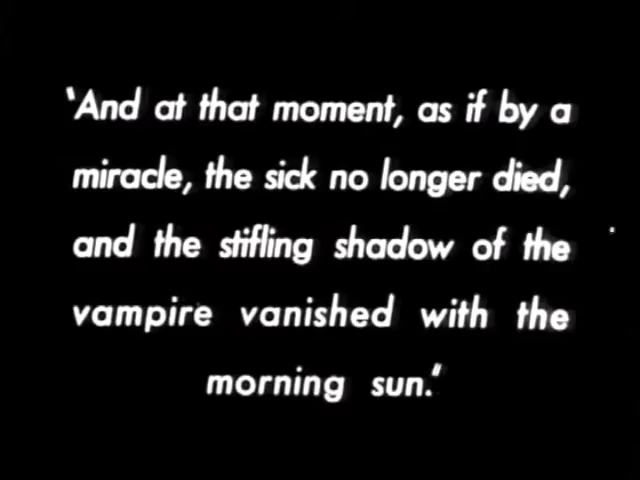 'And at that moment, as if by a
miracle, the sick no longer died,
and the stifling shadow of the
vampire vanished with the
morning sun.'